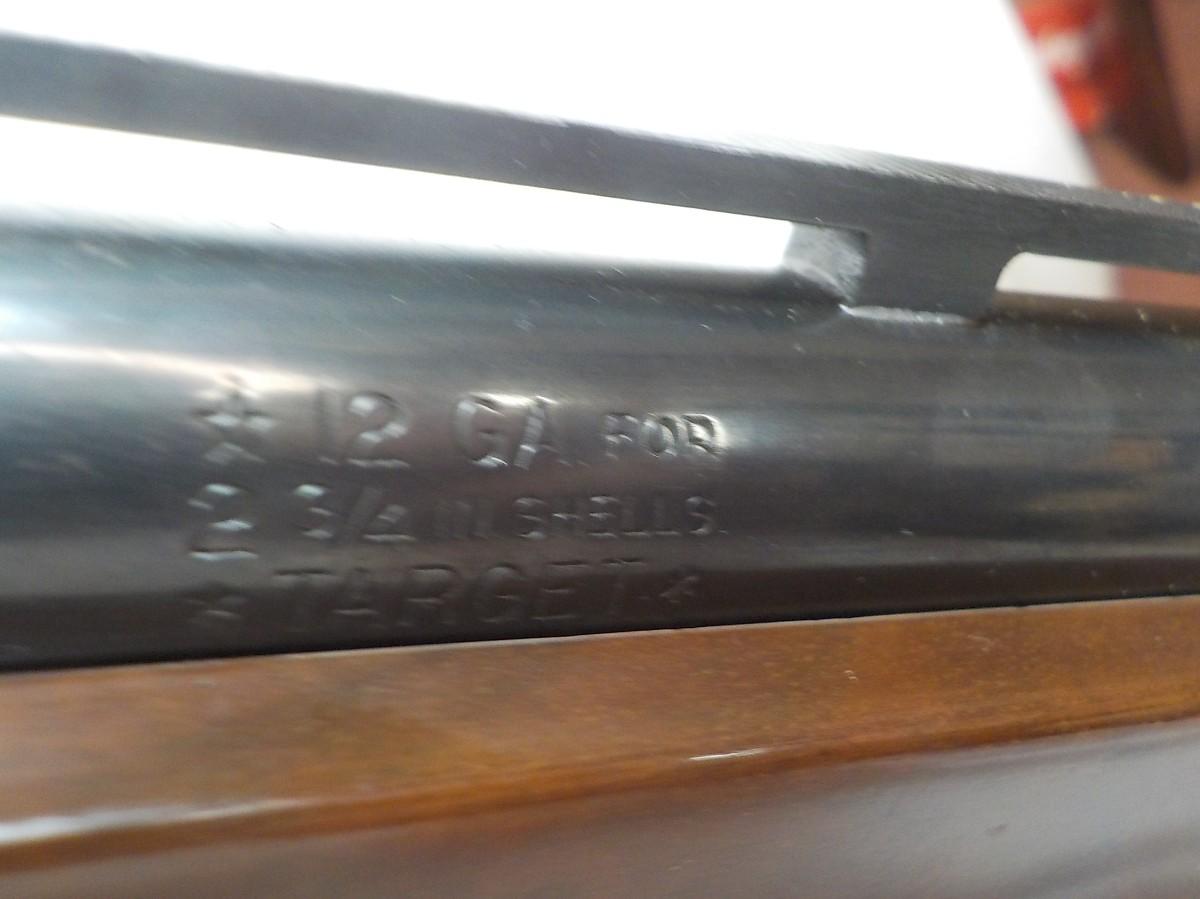 ☆ 12 GA. FOR
2 3/4 IN. SHELLS.
☆ TARGET ☆